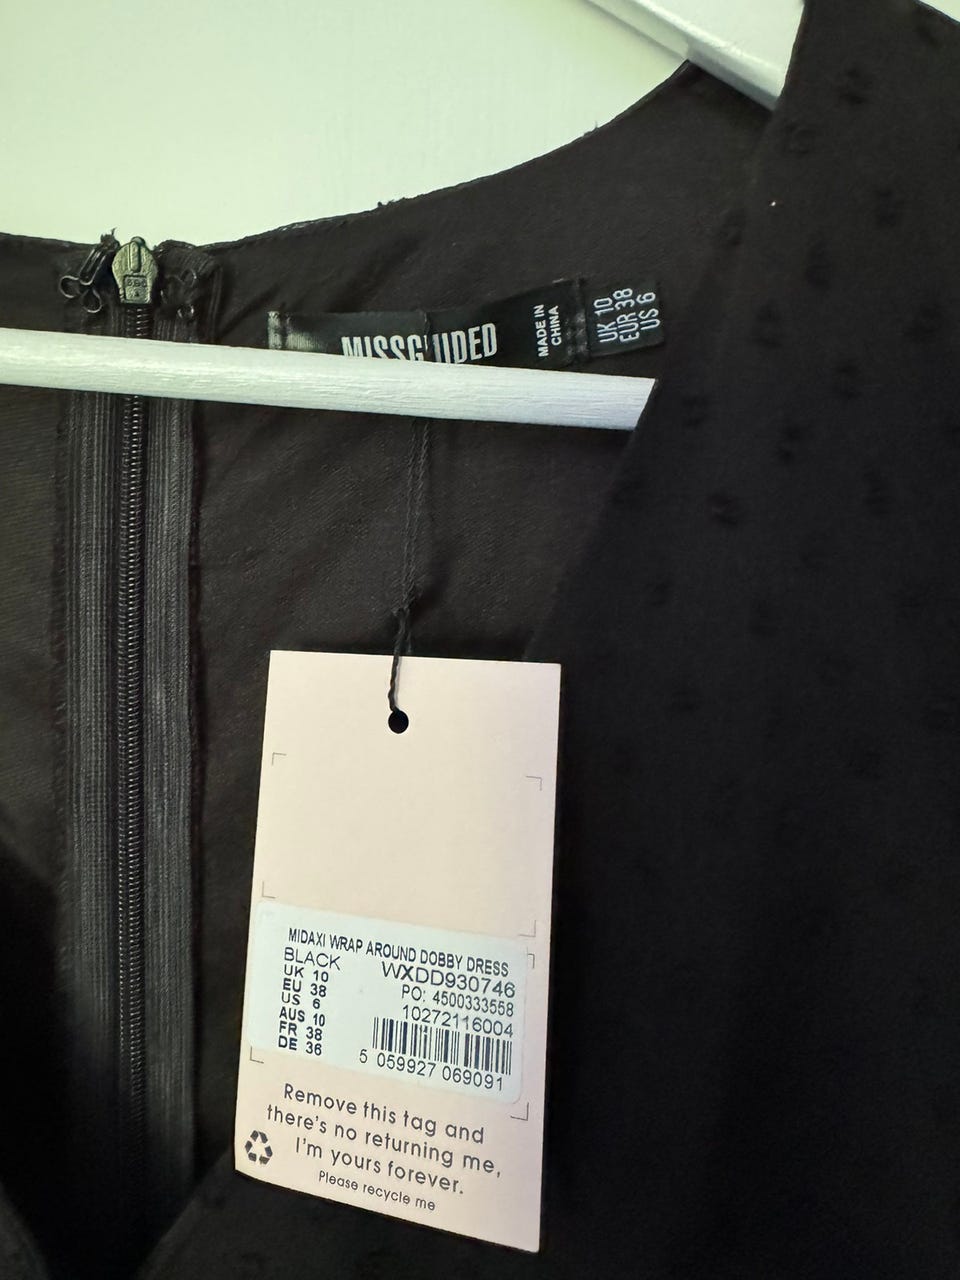 MISSGUIDED
MADE IN
CHINA
UK 10
EUR 38
US 6
MIDAXI WRAP AROUND DOBBY DRESS
BLACK WXDD930746
UK 10 PO: 4500333558
EU 38 10272116004
US 6
AUS 10
FR 38
DE 36
5 059927 069091
Remove this tag and
there's no returning me,
I'm yours forever.
Please recycle me